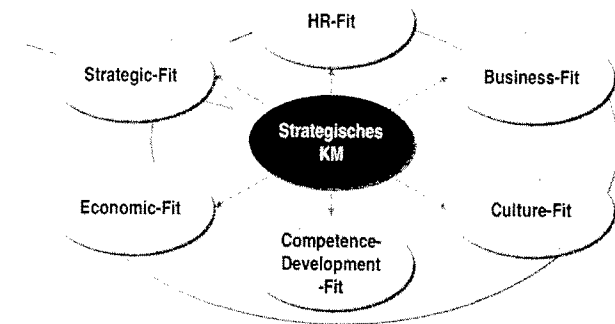 HR-Fit
Strategic-Fit
Business-Fit
Strategisches
KM
Economic-Fit
Culture-Fit
Competence-
Development
-Fit